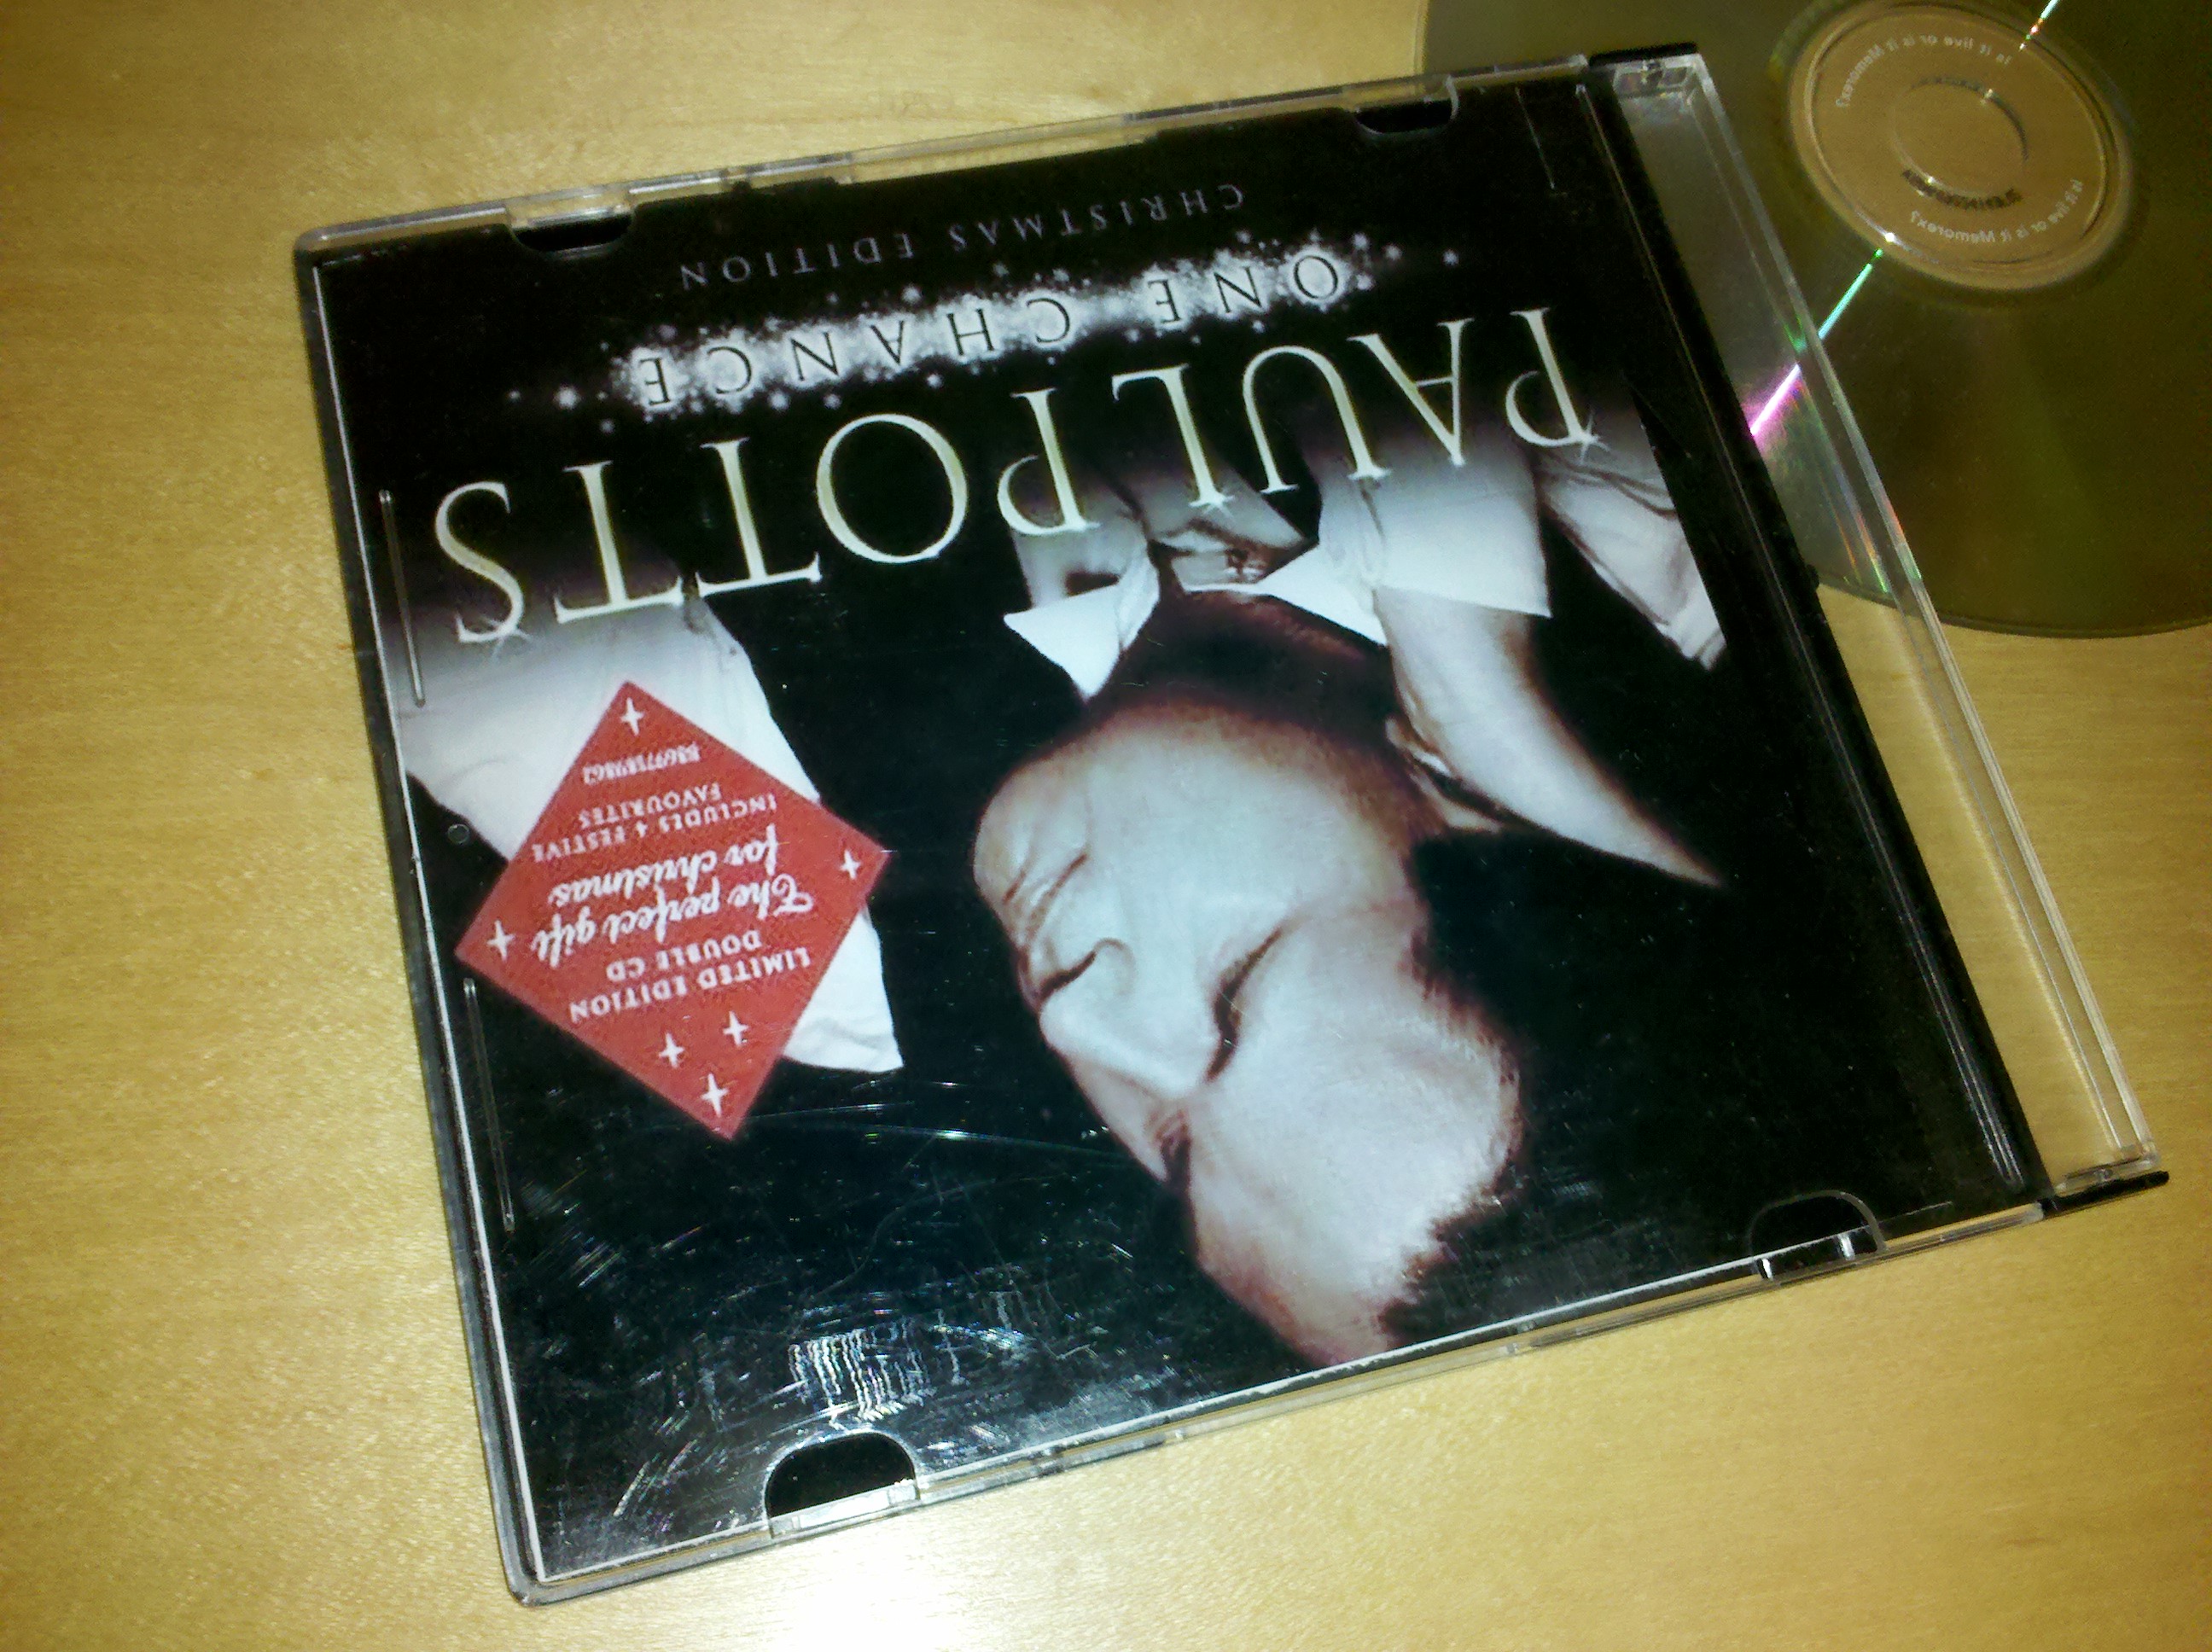 PAUL POTTS
ONE CHANCE
CHRISTMAS EDITION
LIMITED EDITION
DOUBLE CD
The perfect gift
for christmas
INCLUDES 4 FESTIVE
FAVOURITES
Is it live or is it Memorex?
Is it live or is it Memorex?